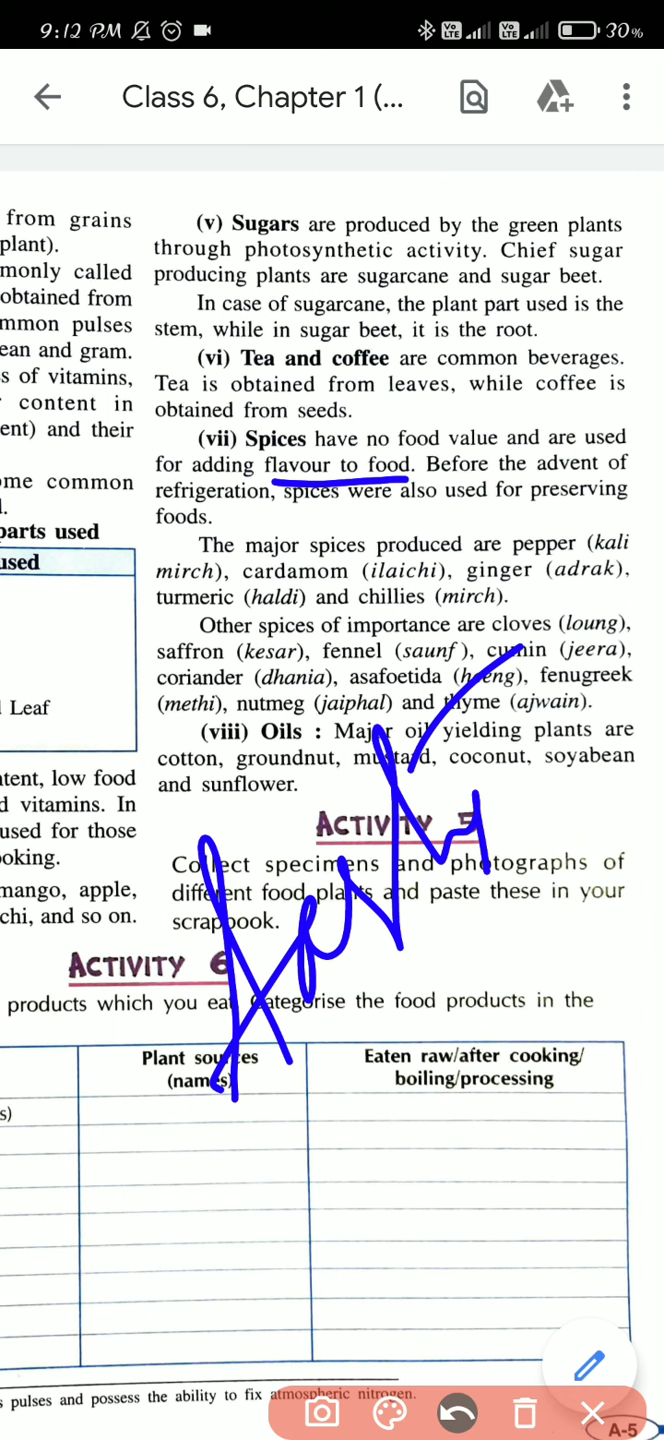 9:12 PM
Vo LTE Vo LTE 30%
Class 6, Chapter 1 (...
from grains
plant).
monly called
obtained from
mmon pulses
ean and gram.
s of vitamins,
content in
ent) and their
ome common
parts used
used
Leaf
tent, low food
d vitamins. In
used for those
ooking.
mango, apple,
chi, and so on.
(v) Sugars are produced by the green plants
through photosynthetic activity. Chief sugar
producing plants are sugarcane and sugar beet.
In case of sugarcane, the plant part used is the
stem, while in sugar beet, it is the root.
(vi) Tea and coffee are common beverages.
Tea is obtained from leaves, while coffee is
obtained from seeds.
(vii) Spices have no food value and are used
for adding flavour to food. Before the advent of
refrigeration, spices were also used for preserving
foods.
The major spices produced are pepper (kali
mirch), cardamom (ilaichi), ginger (adrak),
turmeric (haldi) and chillies (mirch).
Other spices of importance are cloves (loung),
saffron (kesar), fennel (saunf), cumin (jeera),
coriander (dhania), asafoetida (heeng), fenugreek
(methi), nutmeg (jaiphal) and thyme (ajwain).
(viii) Oils : Major oil yielding plants are
cotton, groundnut, mustard, coconut, soyabean
and sunflower.
ACTIVITY 5
Collect specimens and photographs of
different food plants and paste these in your
scrapbook.
ACTIVITY 6
products which you eat. Categorise the food products in the
Plant sources
(names)
Eaten raw/after cooking/
boiling/processing
s)
s pulses and possess the ability to fix atmospheric nitrogen.
A-5